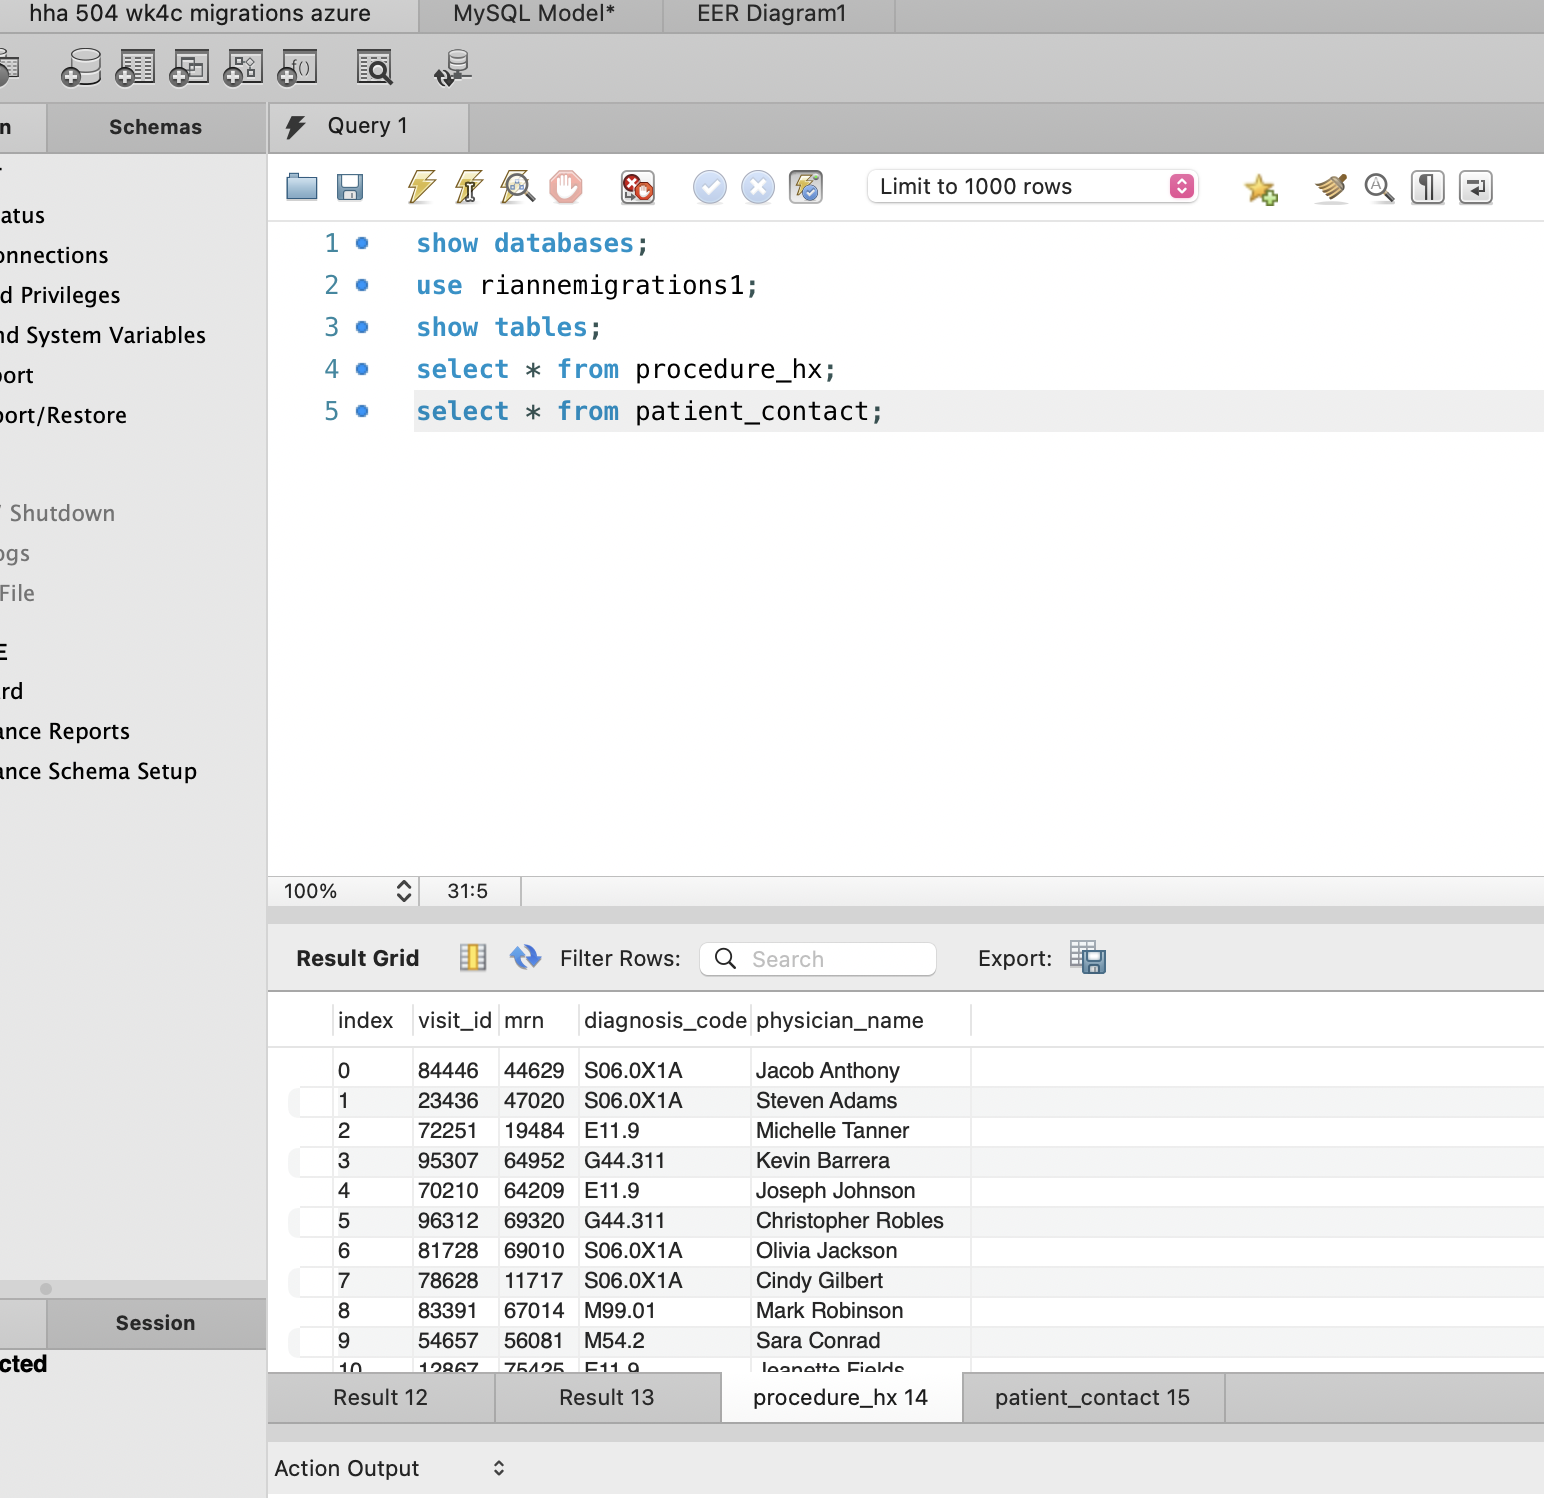 hha 504 wk4c migrations azure MySQL Model* EER Diagram1
n Schemas Query 1
Limit to 1000 rows
atus
onnections
d Privileges
nd System Variables
port
port/Restore
Shutdown
ogs
File
E
rd
ance Reports
ance Schema Setup
1 show databases;
2 use riannemigrations1;
3 show tables;
4 select * from procedure_hx;
5 select * from patient_contact;
100% 31:5
Result Grid Filter Rows: Search Export:
index visit_id mrn diagnosis_code physician_name
0 84446 44629 S06.0X1A Jacob Anthony
1 23436 47020 S06.0X1A Steven Adams
2 72251 19484 E11.9 Michelle Tanner
3 95307 64952 G44.311 Kevin Barrera
4 70210 64209 E11.9 Joseph Johnson
5 96312 69320 G44.311 Christopher Robles
6 81728 69010 S06.0X1A Olivia Jackson
7 78628 11717 S06.0X1A Cindy Gilbert
8 83391 67014 M99.01 Mark Robinson
9 54657 56081 M54.2 Sara Conrad
10 12867 75425 E11.9 Jeanette Fields
Result 12 Result 13 procedure_hx 14 patient_contact 15
Session
cted
Action Output